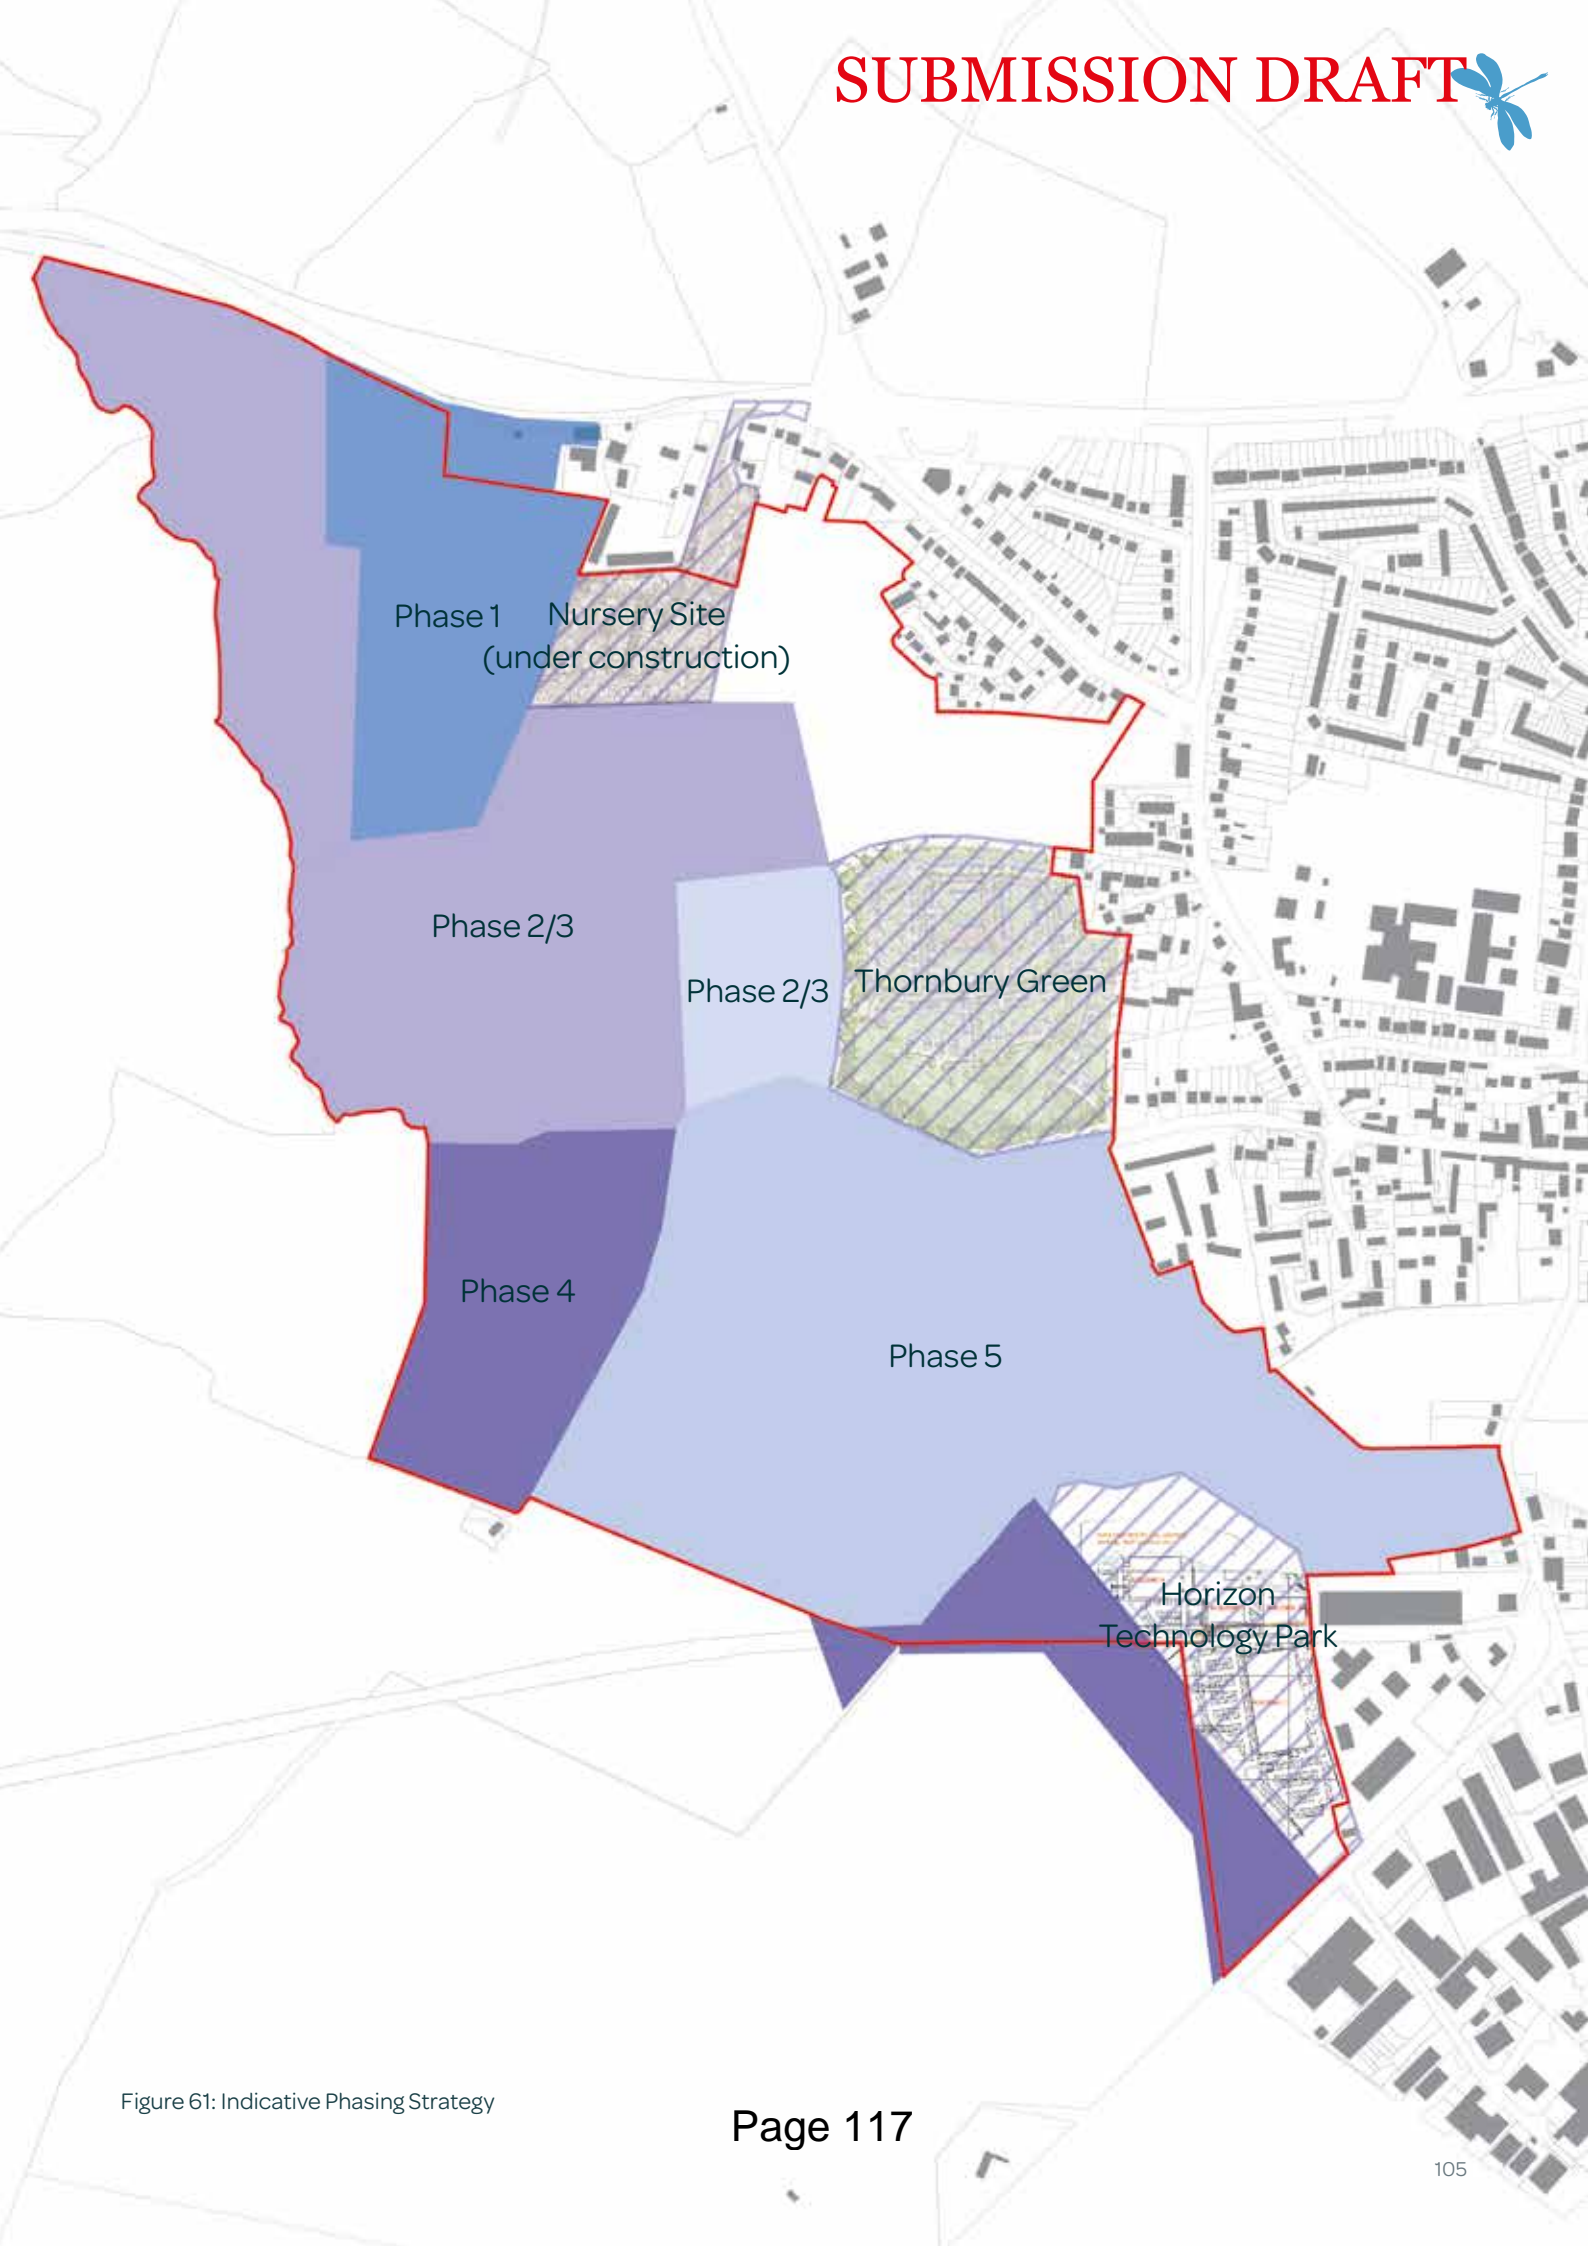 SUBMISSION DRAFT
Phase 1
Nursery Site
(under construction)
Phase 2/3
Phase 2/3
Thornbury Green
Phase 4
Phase 5
Horizon
Technology Park
Figure 61: Indicative Phasing Strategy
Page 117
105